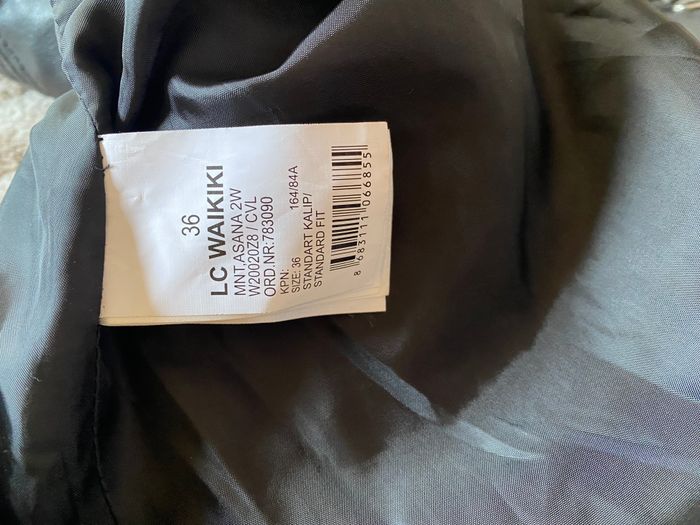 36
LC WAIKIKI
MNT,ASANA 2W
W20020Z8 / CVL
ORD.NR:783090
KPN:
SIZE: 36 164/84A
STANDART KALIP/
STANDARD FIT
8 683111 066855